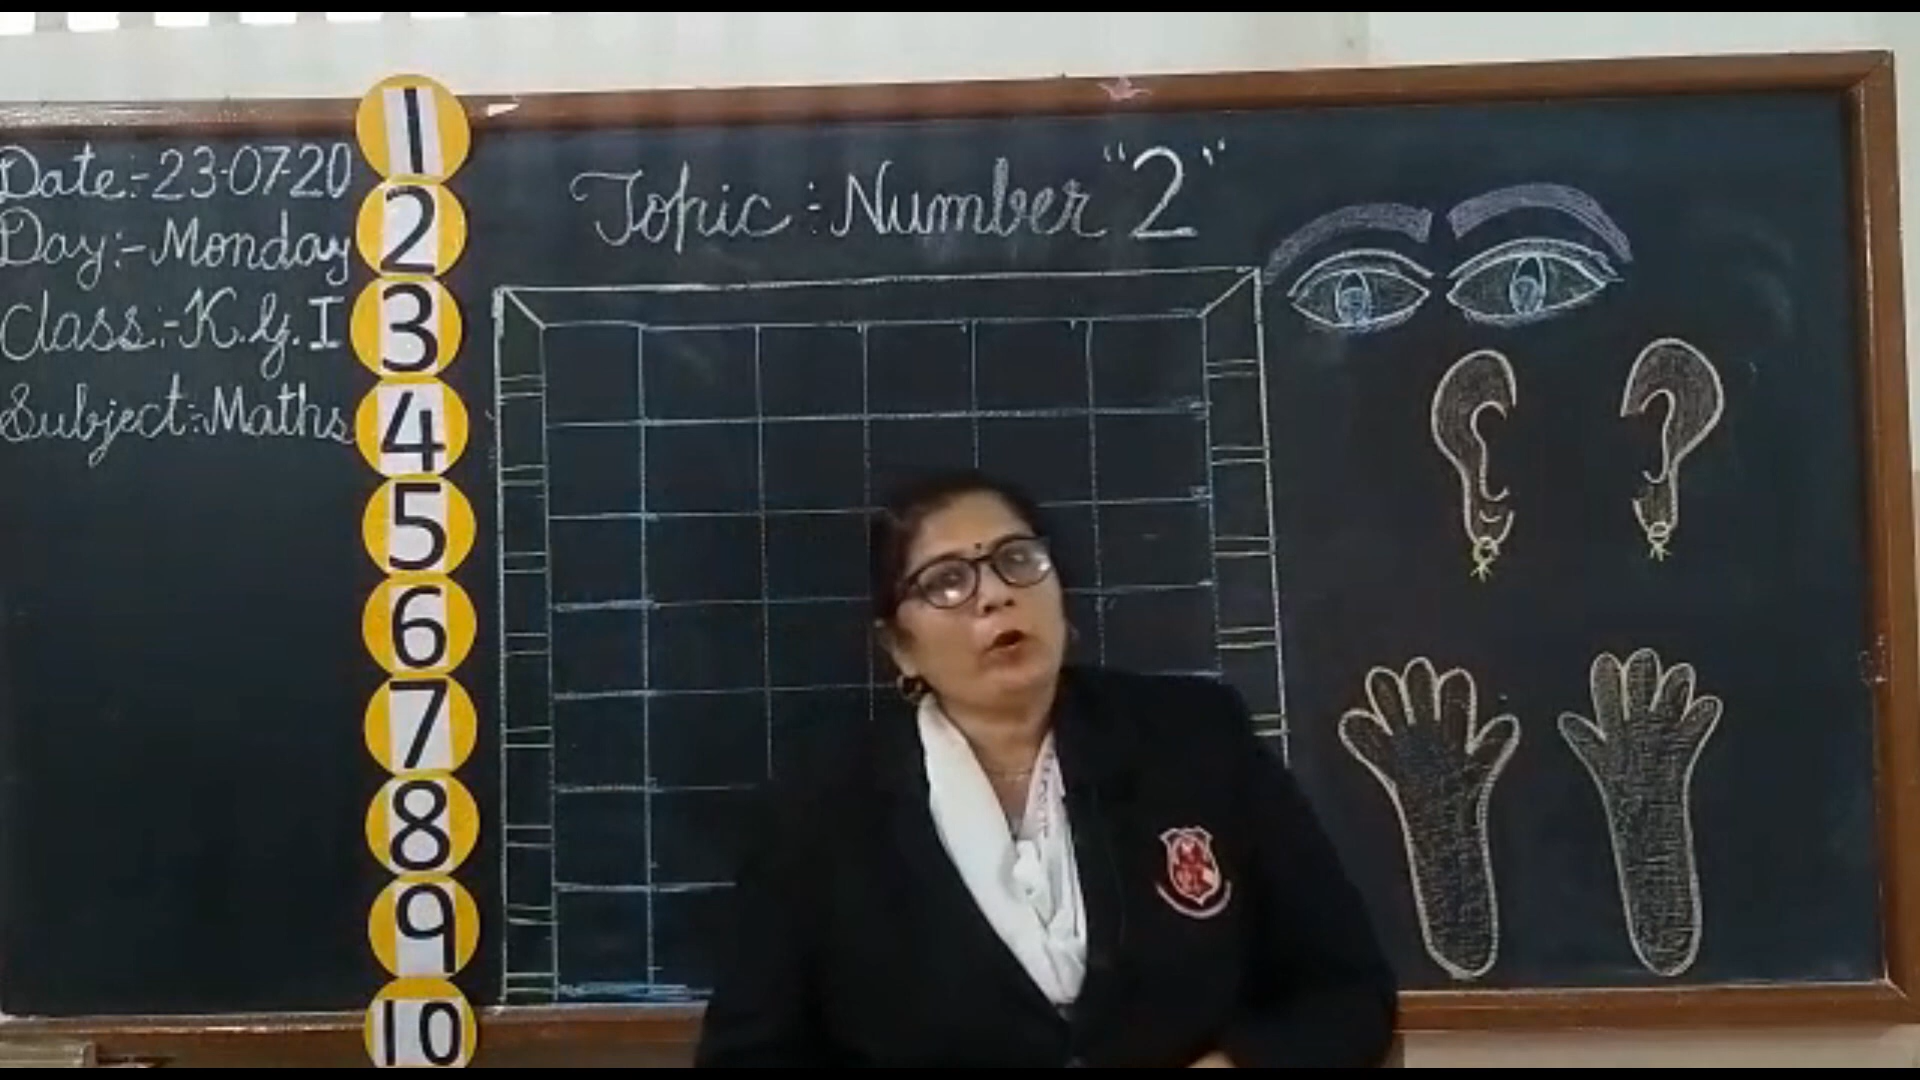 Date:-23-07-20
Day:-Monday
Class:-K.G.I
Subject:-Maths
1
2
3
4
5
6
7
8
9
10
Topic:-Number "2"